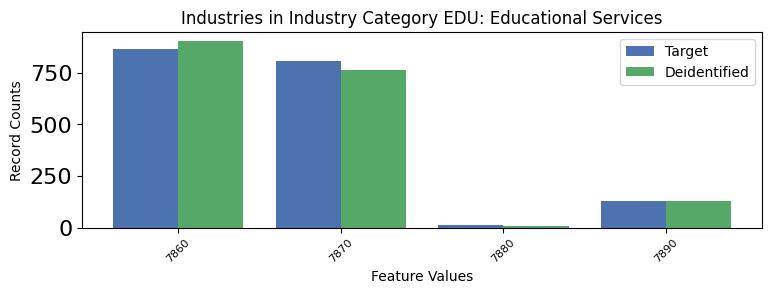 Industries in Industry Category EDU: Educational Services
Target
Deidentified
Record Counts
750
500
250
0
7860 7870 7880 7890
Feature Values